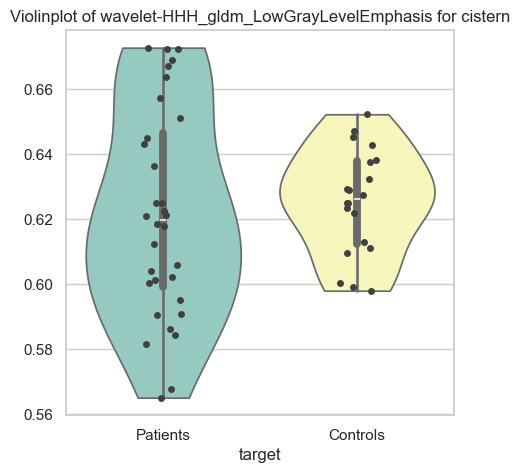 Violinplot of wavelet-HHH_gldm_LowGrayLevelEmphasis for cistern
0.66
0.64
0.62
0.60
0.58
0.56
Patients
Controls
target